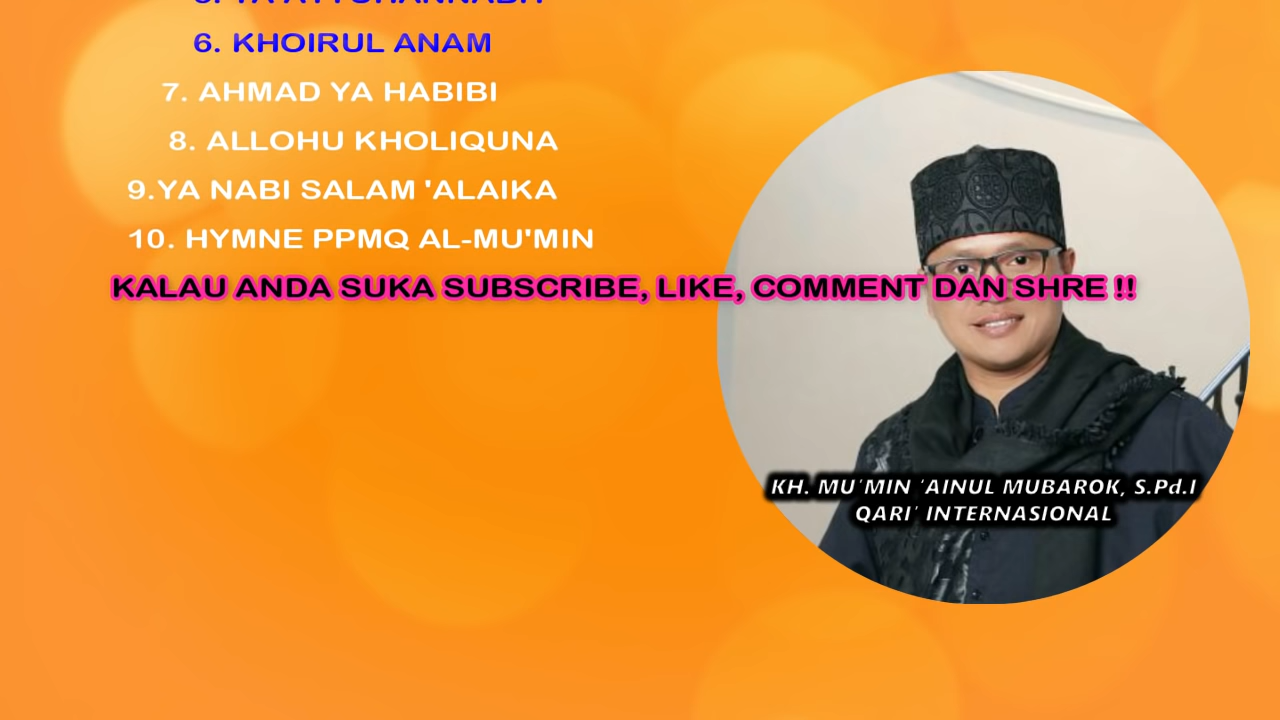 6. KHOIRUL ANAM
7. AHMAD YA HABIBI
8. ALLOHU KHOLIQUNA
9.YA NABI SALAM 'ALAIKA
10. HYMNE PPMQ AL-MU'MIN
KALAU ANDA SUKA SUBSCRIBE, LIKE, COMMENT DAN SHRE !!
KH. MU'MIN 'AINUL MUBAROK, S.Pd.I
QARI' INTERNASIONAL